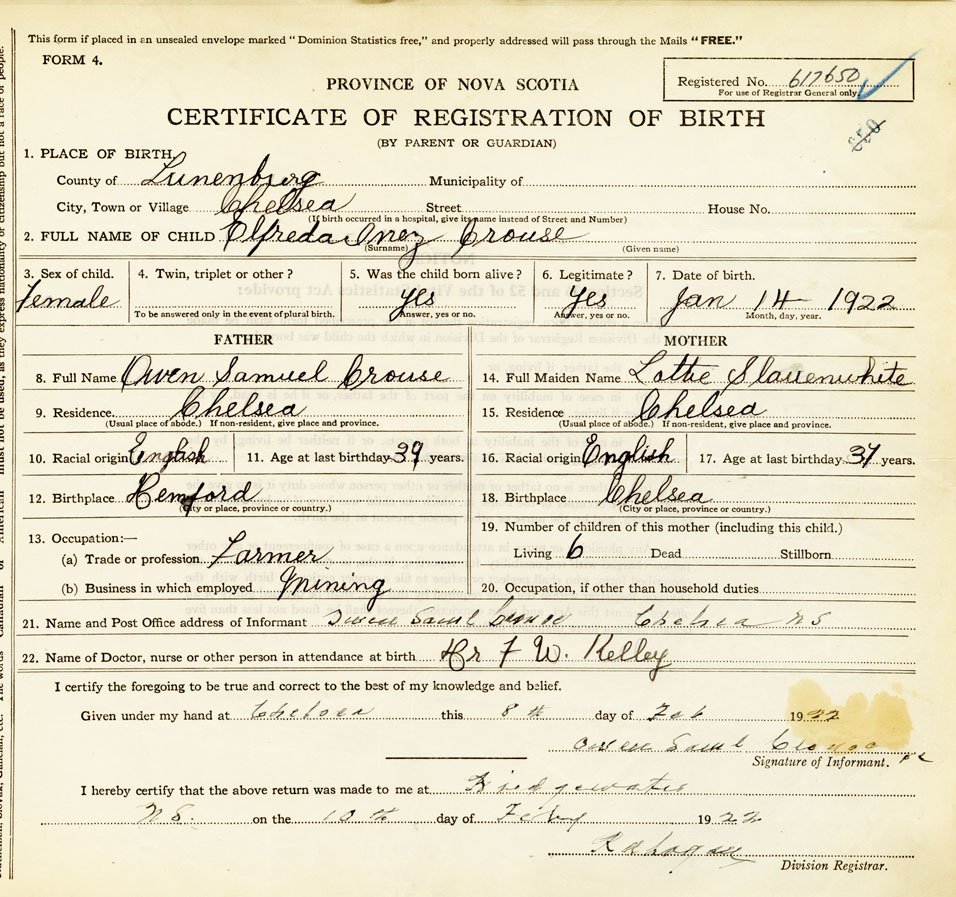 This form if placed in an unsealed envelope marked "Dominion Statistics free," and properly addressed will pass through the Mails "FREE."
FORM 4.
Registered No. 617650
For use of Registrar General only.
PROVINCE OF NOVA SCOTIA
CERTIFICATE OF REGISTRATION OF BIRTH
(BY PARENT OR GUARDIAN)
650
1. PLACE OF BIRTH
County of Lunenburg Municipality of
City, Town or Village Chelsea Street House No.
(If birth occurred in a hospital, give its name instead of Street and Number)
2. FULL NAME OF CHILD Elfreda Inez Crouse
(Surname) (Given name)
3. Sex of child. 4. Twin, triplet or other? 5. Was the child born alive? 6. Legitimate? 7. Date of birth.
Female Yes Yes Jan 14 1922
To be answered only in the event of plural birth. Answer, yes or no. Answer, yes or no. Month, day, year.
FATHER MOTHER
8. Full Name Owen Samuel Crouse 14. Full Maiden Name Lottie Slauenwhite
9. Residence. Chelsea 15. Residence Chelsea
(Usual place of abode.) If non-resident, give place and province. (Usual place of abode.) If non-resident, give place and province.
10. Racial origin English 11. Age at last birthday 39 years. 16. Racial origin English 17. Age at last birthday 37 years.
12. Birthplace Hemford 18. Birthplace Chelsea
(City or place, province or country.) (City or place, province or country.)
13. Occupation:— 19. Number of children of this mother (including this child.)
(a) Trade or profession Farmer Living 6 Dead Stillborn
(b) Business in which employed Mining 20. Occupation, if other than household duties
21. Name and Post Office address of Informant Owen Saml Crouse Chelsea NS
22. Name of Doctor, nurse or other person in attendance at birth Dr F W. Kelley
I certify the foregoing to be true and correct to the best of my knowledge and belief.
Given under my hand at Chelsea this 8th day of Feb 1922
Owen Saml Crouse
Signature of Informant.
I hereby certify that the above return was made to me at Bridgewater
NS. on the 10th day of Feby 1922
Division Registrar.